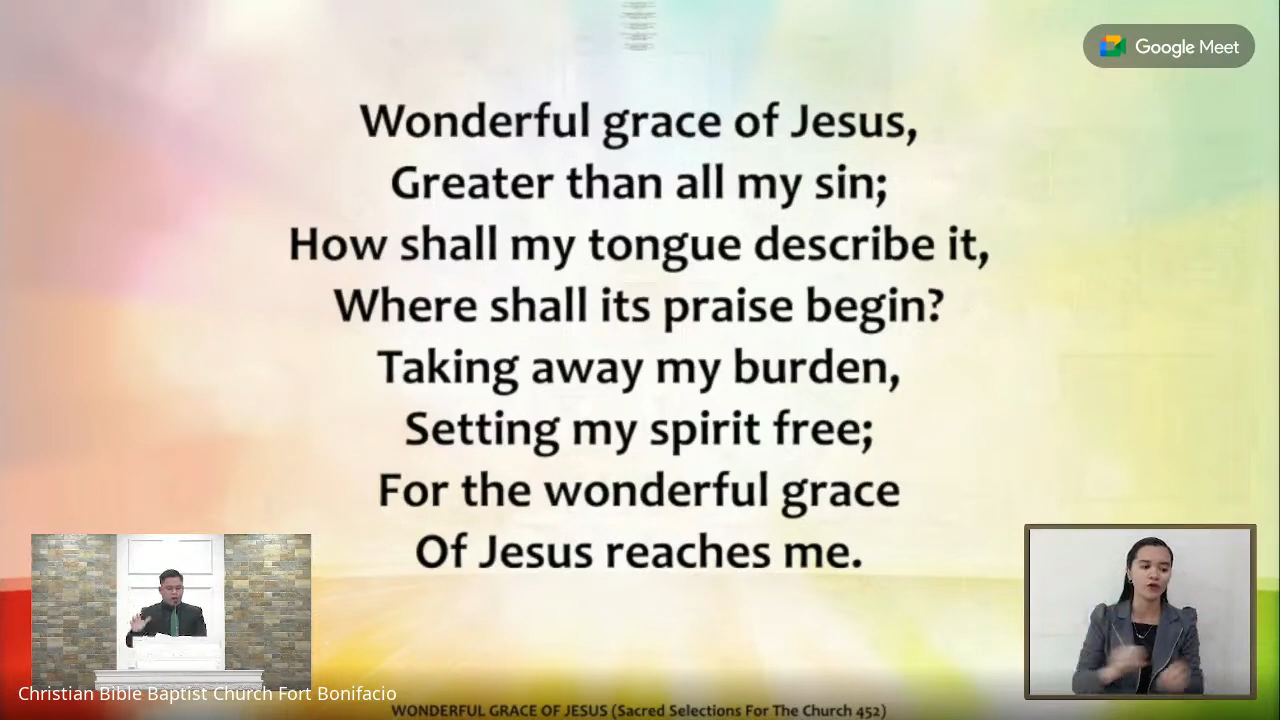 Google Meet
Wonderful grace of Jesus,
Greater than all my sin;
How shall my tongue describe it,
Where shall its praise begin?
Taking away my burden,
Setting my spirit free;
For the wonderful grace
Of Jesus reaches me.
Christian Bible Baptist Church Fort Bonifacio
WONDERFUL GRACE OF JESUS (Sacred Selections For The Church 452)